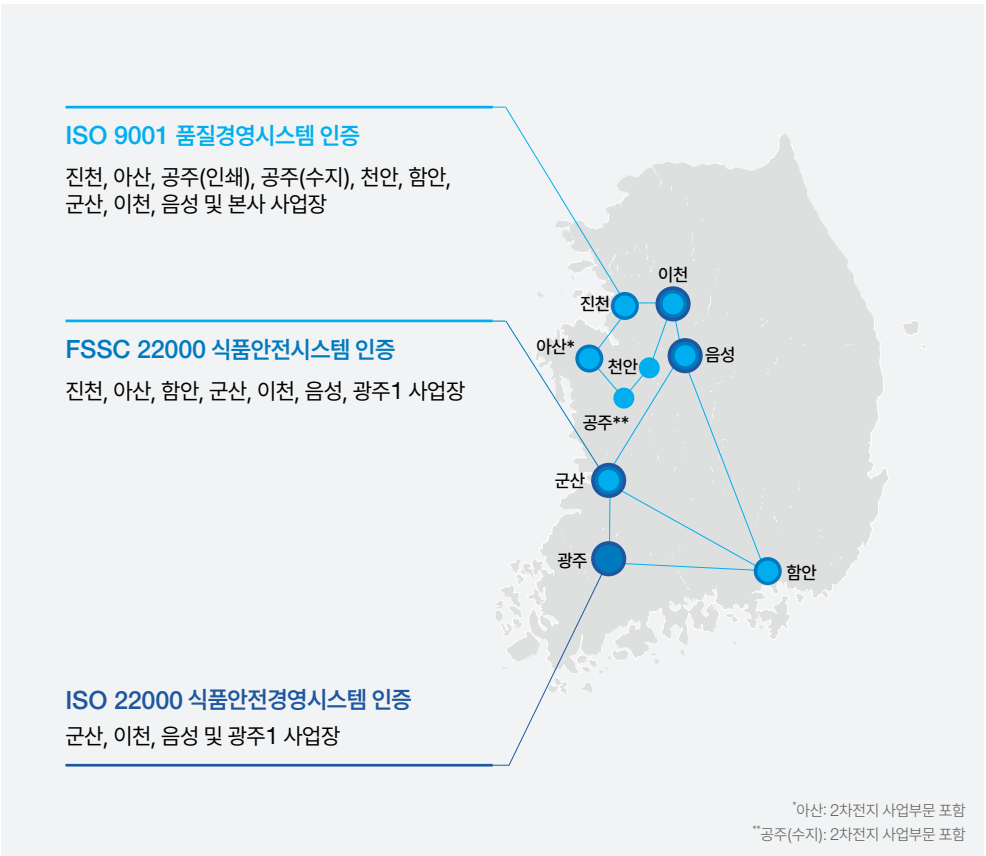 ISO 9001 품질경영시스템 인증
진천, 아산, 공주(인쇄), 공주(수지), 천안, 함안,
군산, 이천, 음성 및 본사 사업장
FSSC 22000 식품안전시스템 인증
진천, 아산, 함안, 군산, 이천, 음성, 광주1 사업장
ISO 22000 식품안전경영시스템 인증
군산, 이천, 음성 및 광주1 사업장
이천
진천
아산*
천안
음성
공주**
군산
광주
함안
*아산: 2차전지 사업부문 포함
**공주(수지): 2차전지 사업부문 포함